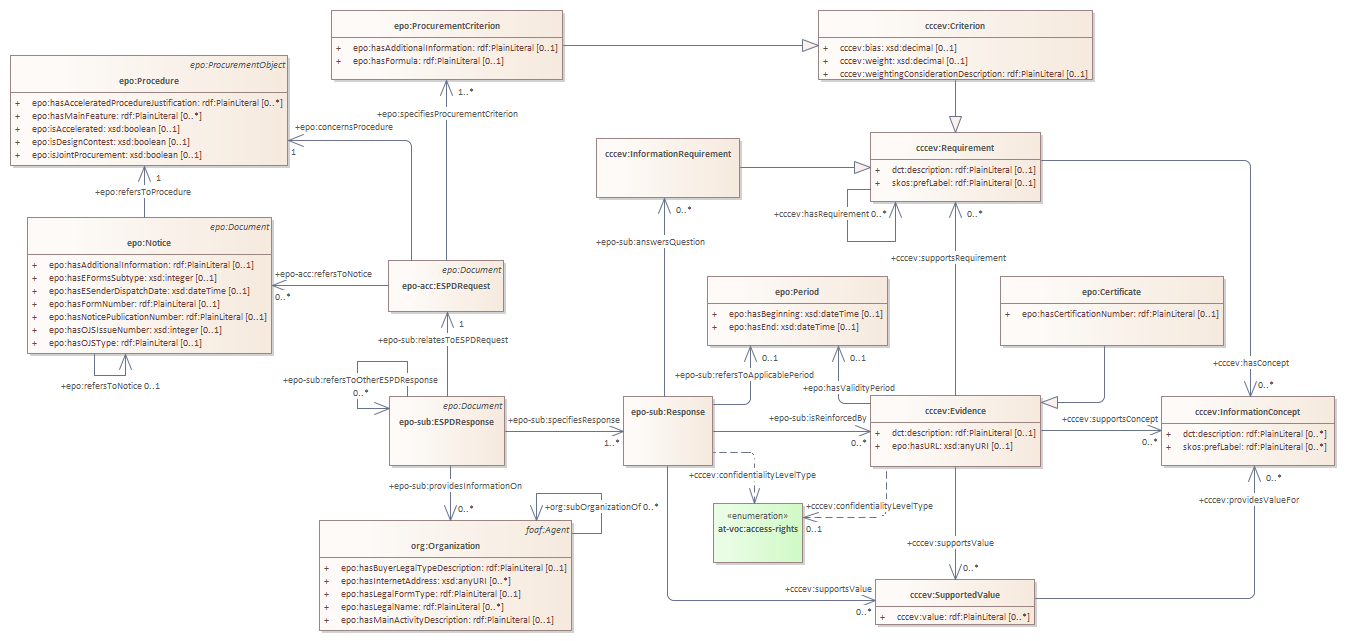 epo:ProcurementCriterion
+ epo:hasAdditionalInformation: rdf:PlainLiteral [0..1]
+ epo:hasFormula: rdf:PlainLiteral [0..1]
cccev:Criterion
+ cccev:bias: xsd:decimal [0..1]
+ cccev:weight: xsd:decimal [0..1]
+ cccev:weightingConsiderationDescription: rdf:PlainLiteral [0..1]
epo:ProcurementObject
epo:Procedure
+ epo:hasAcceleratedProcedureJustification: rdf:PlainLiteral [0..*]
+ epo:hasMainFeature: rdf:PlainLiteral [0..*]
+ epo:isAccelerated: xsd:boolean [0..1]
+ epo:isDesignContest: xsd:boolean [0..1]
+ epo:isJointProcurement: xsd:boolean [0..1]
1..*
+epo:specifiesProcurementCriterion
+epo:concernsProcedure
1
cccev:InformationRequirement
cccev:Requirement
+ dct:description: rdf:PlainLiteral [0..1]
+ skos:prefLabel: rdf:PlainLiteral [0..1]
1
+epo:refersToProcedure
0..*
+cccev:hasRequirement 0..*
0..*
epo:Document
epo:Notice
+ epo:hasAdditionalInformation: rdf:PlainLiteral [0..1]
+ epo:hasEFormsSubtype: xsd:integer [0..1]
+ epo:hasESenderDispatchDate: xsd:dateTime [0..1]
+ epo:hasFormNumber: rdf:PlainLiteral [0..1]
+ epo:hasNoticePublicationNumber: rdf:PlainLiteral [0..1]
+ epo:hasOJSIssueNumber: xsd:integer [0..1]
+ epo:hasOJSType: rdf:PlainLiteral [0..1]
+epo-sub:answersQuestion
+cccev:supportsRequirement
+epo-acc:refersToNotice
0..*
epo:Document
epo-acc:ESPDRequest
epo:Period
+ epo:hasBeginning: xsd:dateTime [0..1]
+ epo:hasEnd: xsd:dateTime [0..1]
epo:Certificate
+ epo:hasCertificationNumber: rdf:PlainLiteral [0..1]
1
+epo-sub:relatesToESPDRequest
0..1
0..1
+cccev:hasConcept
+epo:refersToNotice 0..1
+epo-sub:refersToOtherESPDResponse
0..*
+epo-sub:refersToApplicablePeriod
+epo:hasValidityPeriod
0..*
epo:Document
epo-sub:ESPDResponse
+epo-sub:specifiesResponse
1..*
epo-sub:Response
+epo-sub:isReinforcedBy
0..*
cccev:Evidence
+ dct:description: rdf:PlainLiteral [0..1]
+ epo:hasURL: xsd:anyURI [0..1]
+cccev:supportsConcept
0..*
cccev:InformationConcept
+ dct:description: rdf:PlainLiteral [0..*]
+ skos:prefLabel: rdf:PlainLiteral [0..*]
+epo-sub:providesInformationOn
0..*
+cccev:confidentialityLevelType
0..*
+cccev:providesValueFor
+org:subOrganizationOf 0..*
«enumeration»
at-voc:access-rights
+cccev:confidentialityLevelType
0..1
foaf:Agent
org:Organization
+ epo:hasBuyerLegalTypeDescription: rdf:PlainLiteral [0..1]
+ epo:hasInternetAddress: xsd:anyURI [0..*]
+ epo:hasLegalFormType: rdf:PlainLiteral [0..1]
+ epo:hasLegalName: rdf:PlainLiteral [0..*]
+ epo:hasMainActivityDescription: rdf:PlainLiteral [0..1]
+cccev:supportsValue
0..*
+cccev:supportsValue
0..*
cccev:SupportedValue
+ cccev:value: rdf:PlainLiteral [0..*]